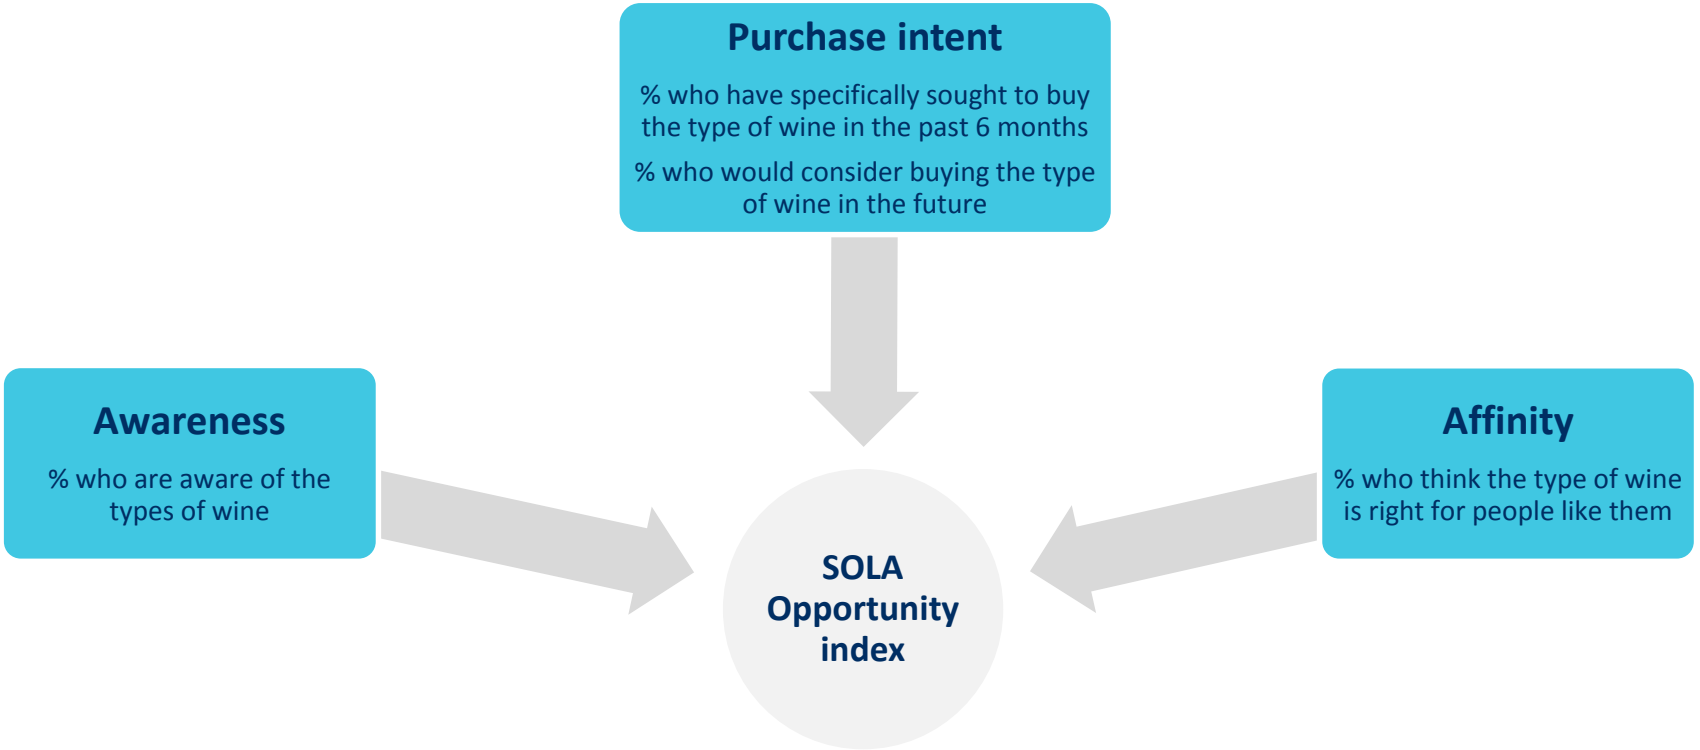 Purchase intent
% who have specifically sought to buy
the type of wine in the past 6 months
% who would consider buying the type
of wine in the future
Awareness
% who are aware of the
types of wine
Affinity
% who think the type of wine
is right for people like them
SOLA
Opportunity
index